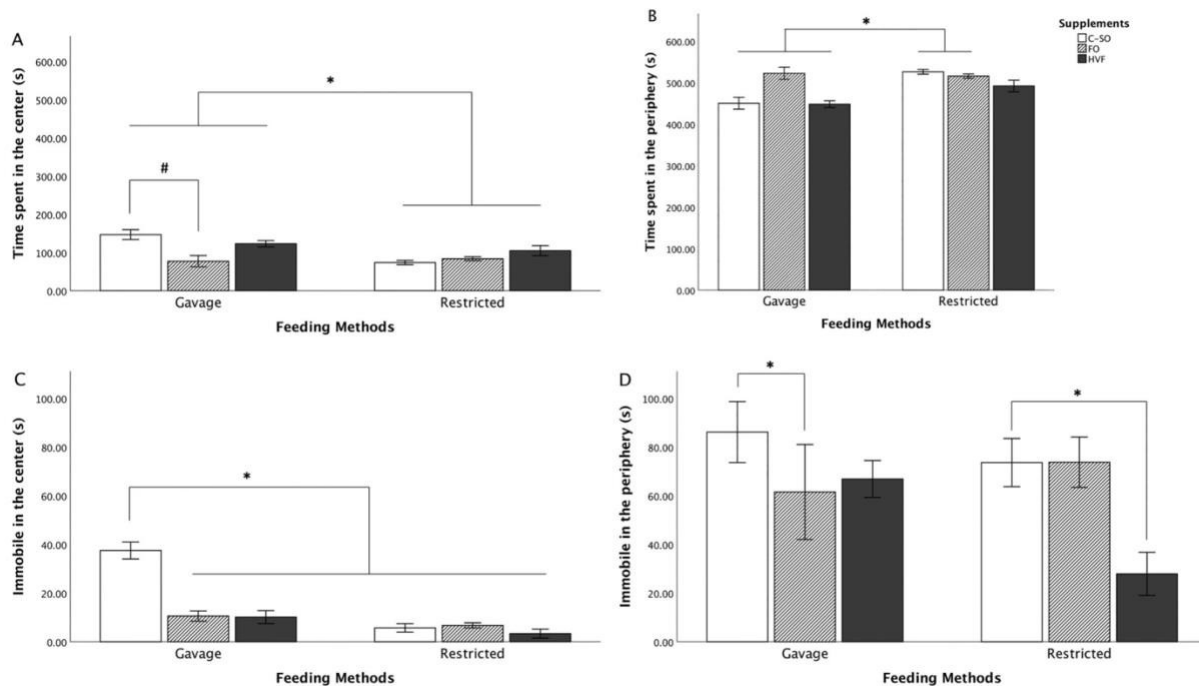 A
Time spent in the center (s)
600.00
500.00
400.00
300.00
200.00
100.00
0.00
*
#
Gavage
Restricted
Feeding Methods
B
Time spent in the periphery (s)
600.00
500.00
400.00
300.00
200.00
100.00
0.00
*
Gavage
Restricted
Feeding Methods
Supplements
C-SO
FO
HVF
C
Immobile in the center (s)
100.00
80.00
60.00
40.00
20.00
0.00
*
Gavage
Restricted
Feeding Methods
D
Immobile in the periphery (s)
100.00
80.00
60.00
40.00
20.00
0.00
*
*
Gavage
Restricted
Feeding Methods